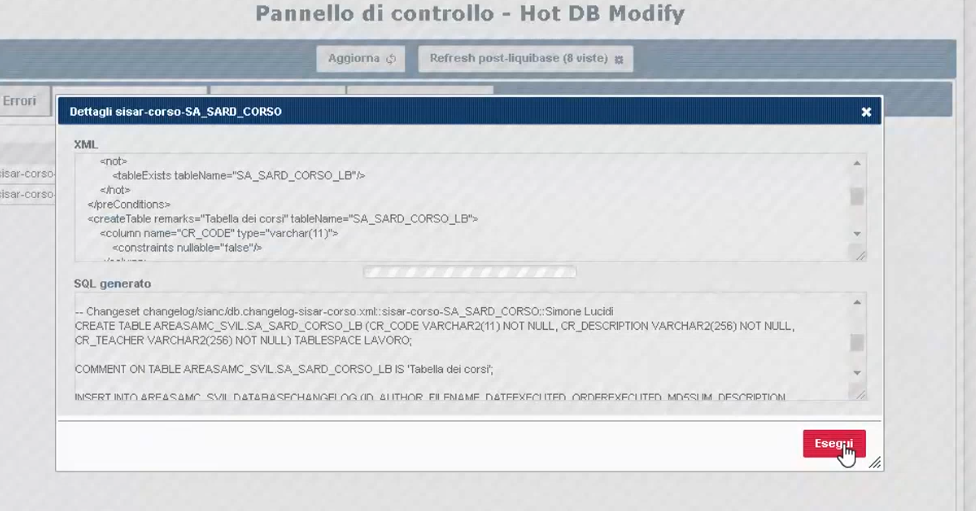 Pannello di controllo - Hot DB Modify
Aggiorna
Refresh post-liquibase (8 viste)
Errori
Dettagli sisar-corso-SA_SARD_CORSO
XML
<not>
<tableExists tableName="SA_SARD_CORSO_LB"/>
</not>
</preConditions>
<createTable remarks="Tabella dei corsi" tableName="SA_SARD_CORSO_LB">
<column name="CR_CODE" type="varchar(11)">
<constraints nullable="false"/>
sisar-corso-
sisar-corso-
SQL generato
-- Changeset changelog/sianc/db.changelog-sisar-corso.xml::sisar-corso-SA_SARD_CORSO::Simone Lucidi
CREATE TABLE AREASAMC_SVIL.SA_SARD_CORSO_LB (CR_CODE VARCHAR2(11) NOT NULL, CR_DESCRIPTION VARCHAR2(256) NOT NULL,
CR_TEACHER VARCHAR2(256) NOT NULL) TABLESPACE LAVORO;
COMMENT ON TABLE AREASAMC_SVIL.SA_SARD_CORSO_LB IS 'Tabella dei corsi';
INSERT INTO AREASAMC_SVIL.DATABASECHANGELOG (ID, AUTHOR, FILENAME, DATEEXECUTED, ORDEREXECUTED, MD5SUM, DESCRIPTION,
Esegui